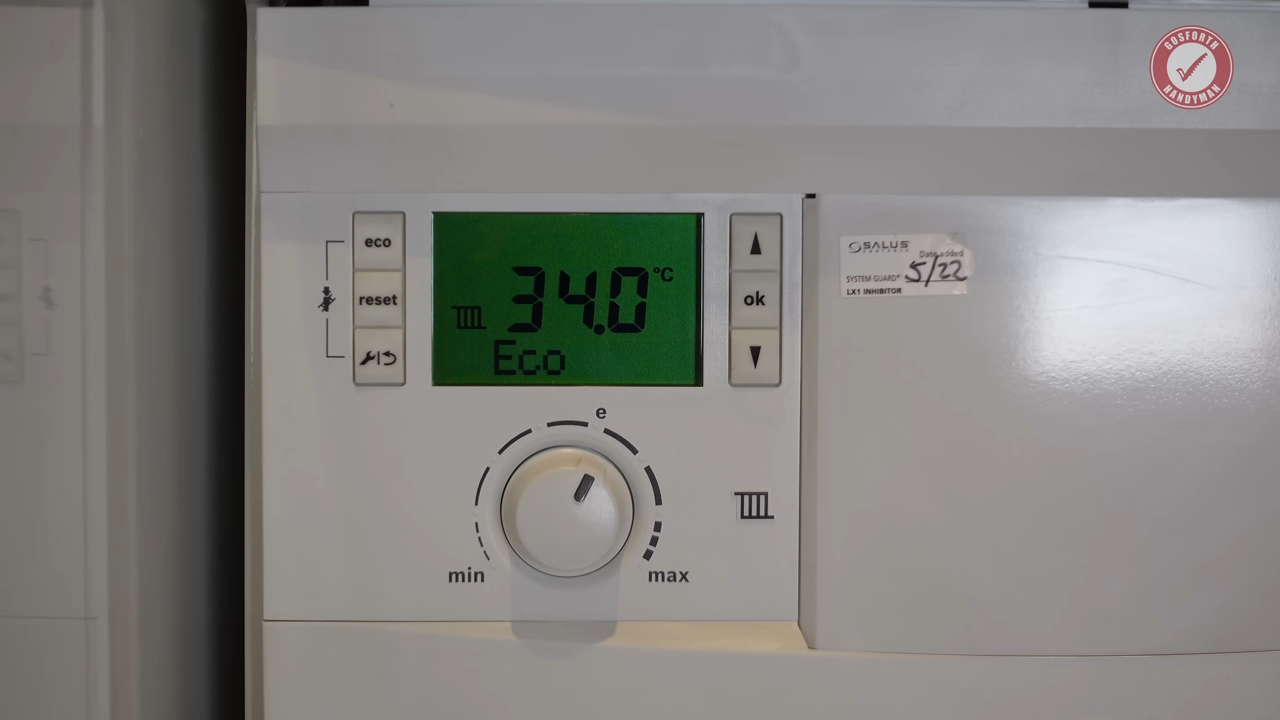 GOSFORTH
HANDYMAN
eco
reset
34.0°C
Eco
ok
e
min
max
SALUS
CONTROLS
Date added
5/22
SYSTEM GUARD®
LX1 INHIBITOR